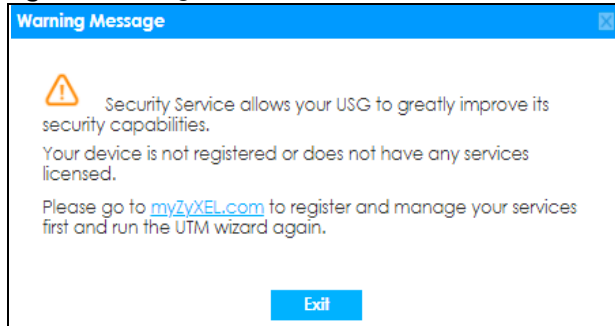 Warning Message
Security Service allows your USG to greatly improve its
security capabilities.
Your device is not registered or does not have any services
licensed.
Please go to myZyXEL.com to register and manage your services
first and run the UTM wizard again.
Exit